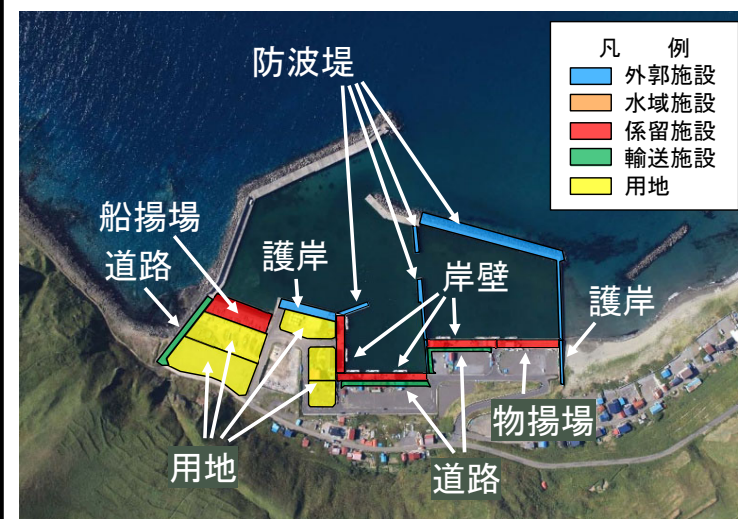 凡 例
外郭施設
水域施設
係留施設
輸送施設
用地
防波堤
船揚場
道路
護岸
岸壁
護岸
物揚場
用地
道路